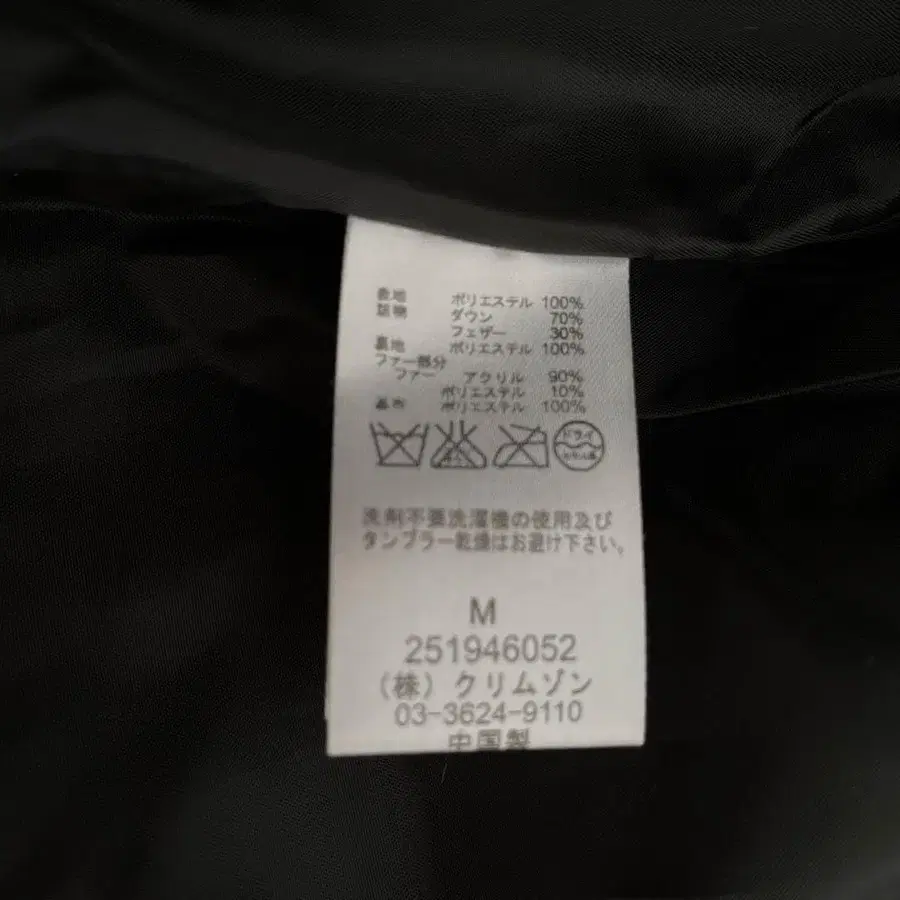 表地 ポリエステル 100%
詰物 ダウン 70%
フェザー 30%
裏地 ポリエステル 100%
ファー部分
ファー アクリル 90%
ポリエステル 10%
基布 ポリエステル 100%
ドライ
洗剤不要洗濯機の使用及び
タンブラー乾燥はお避け下さい。
M
251946052
(株) クリムゾン
03-3624-9110
中国製